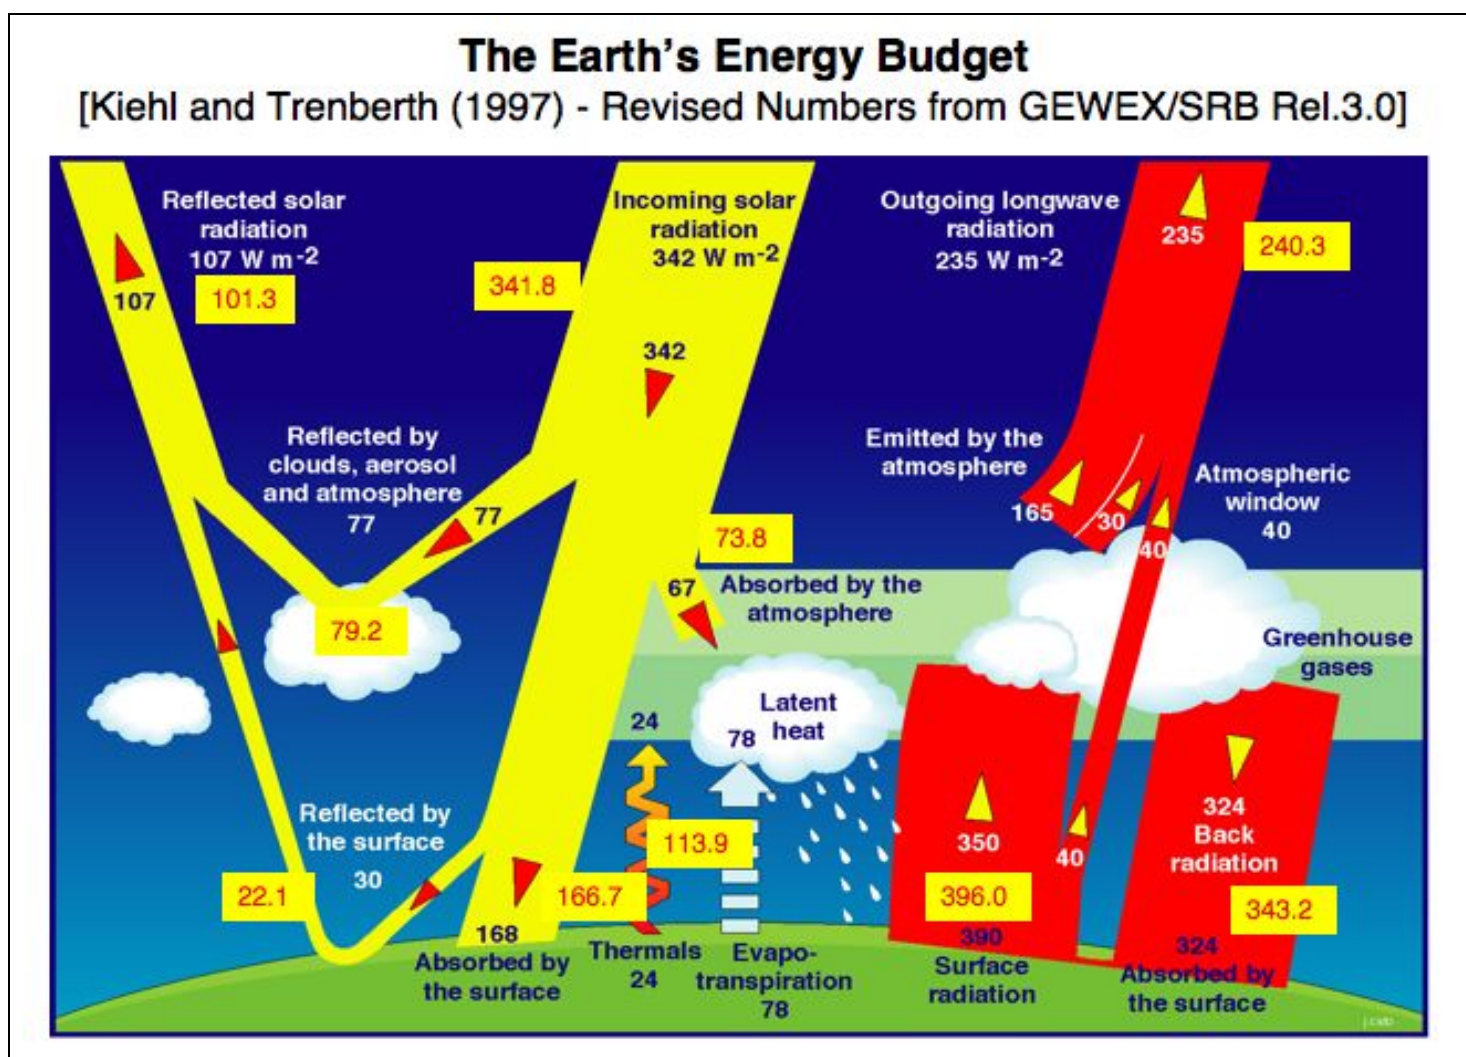 The Earth's Energy Budget
[Kiehl and Trenberth (1997) - Revised Numbers from GEWEX/SRB Rel.3.0]
Reflected solar
radiation
107 W m-2
101.3
107
Incoming solar
radiation
342 W m-2
341.8
342
Outgoing longwave
radiation
235 W m-2
235
240.3
Reflected by
clouds, aerosol
and atmosphere
77
77
79.2
73.8
67
Absorbed by the
atmosphere
Emitted by the
atmosphere
165
30
40
Atmospheric
window
40
Greenhouse
gases
Latent
heat
78
24
Reflected by
the surface
30
22.1
166.7
168
Absorbed by
the surface
113.9
Thermals
24
Evapo-
transpiration
78
350
40
396.0
390
Surface
radiation
324
Back
radiation
343.2
324
Absorbed by
the surface